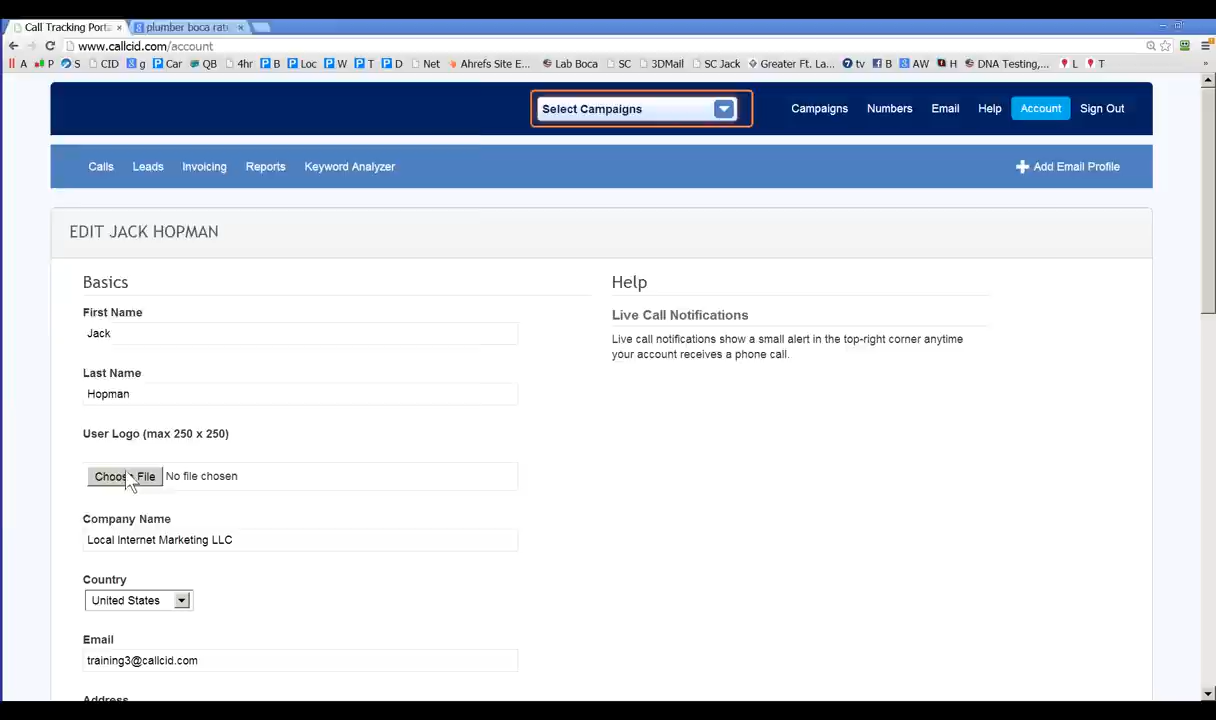 Call Tracking Porta × plumber boca rato ×
www.callcid.com/account
A P S CID g Car QB 4hr B Loc W T D Net Ahrefs Site E... Lab Boca SC 3DMail SC Jack Greater Ft. La... tv B AW H DNA Testing,... L T »
Select Campaigns Campaigns Numbers Email Help Account Sign Out
Calls Leads Invoicing Reports Keyword Analyzer Add Email Profile
EDIT JACK HOPMAN
Basics
First Name
Jack
Last Name
Hopman
User Logo (max 250 x 250)
Choose File No file chosen
Company Name
Local Internet Marketing LLC
Country
United States
Email
training3@callcid.com
Address
Help
Live Call Notifications
Live call notifications show a small alert in the top-right corner anytime
your account receives a phone call.